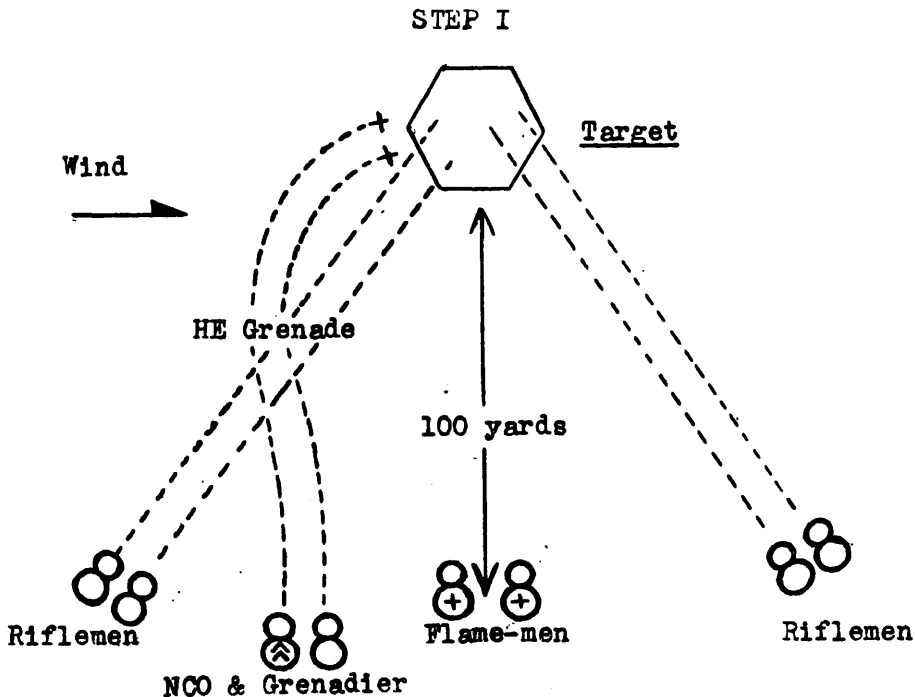 STEP I
Target
Wind
HE Grenade
100 yards
Riflemen
Flame-men
Riflemen
NCO & Grenadier